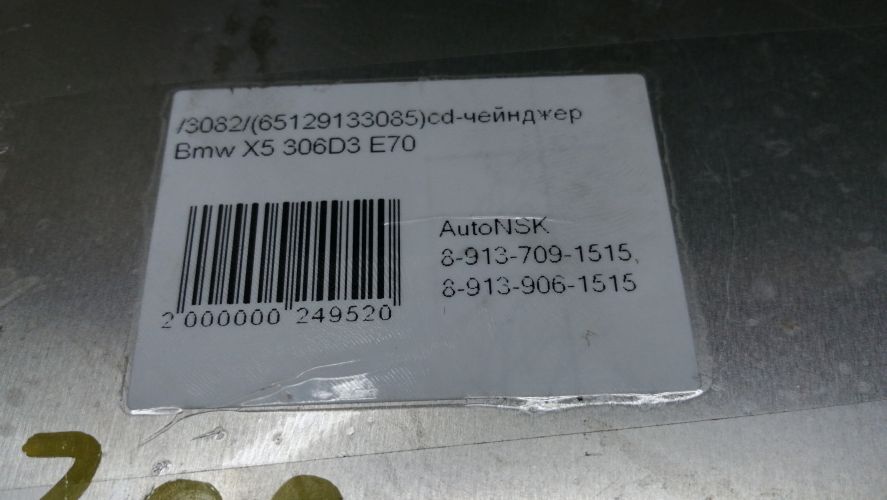 /3082/(65129133085)cd-чейнджер
Bmw X5 306D3 E70
AutoNSK
8-913-709-1515,
8-913-906-1515
2 000000 249520